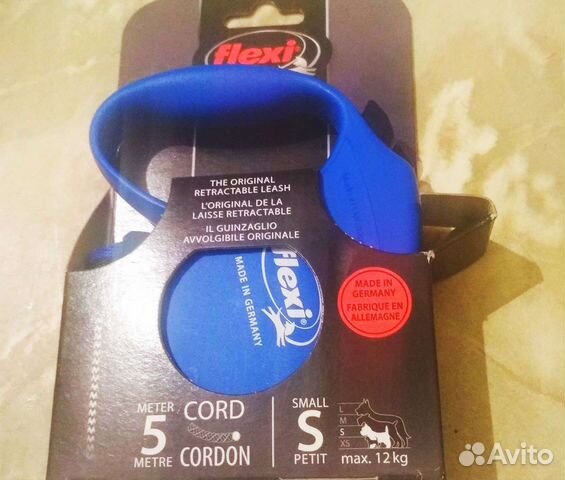 flexi®
THE ORIGINAL
RETRACTABLE LEASH
L'ORIGINAL DE LA
LAISSE RETRACTABLE
IL GUINZAGLIO
AVVOLGIBILE ORIGINALE
flexi®
MADE IN GERMANY
MADE IN
GERMANY
FABRIQUE EN
ALLEMAGNE
METER
5
METRE
CORD
CORDON
SMALL
S
PETIT
L
M
S
XS
max. 12 kg
Avito